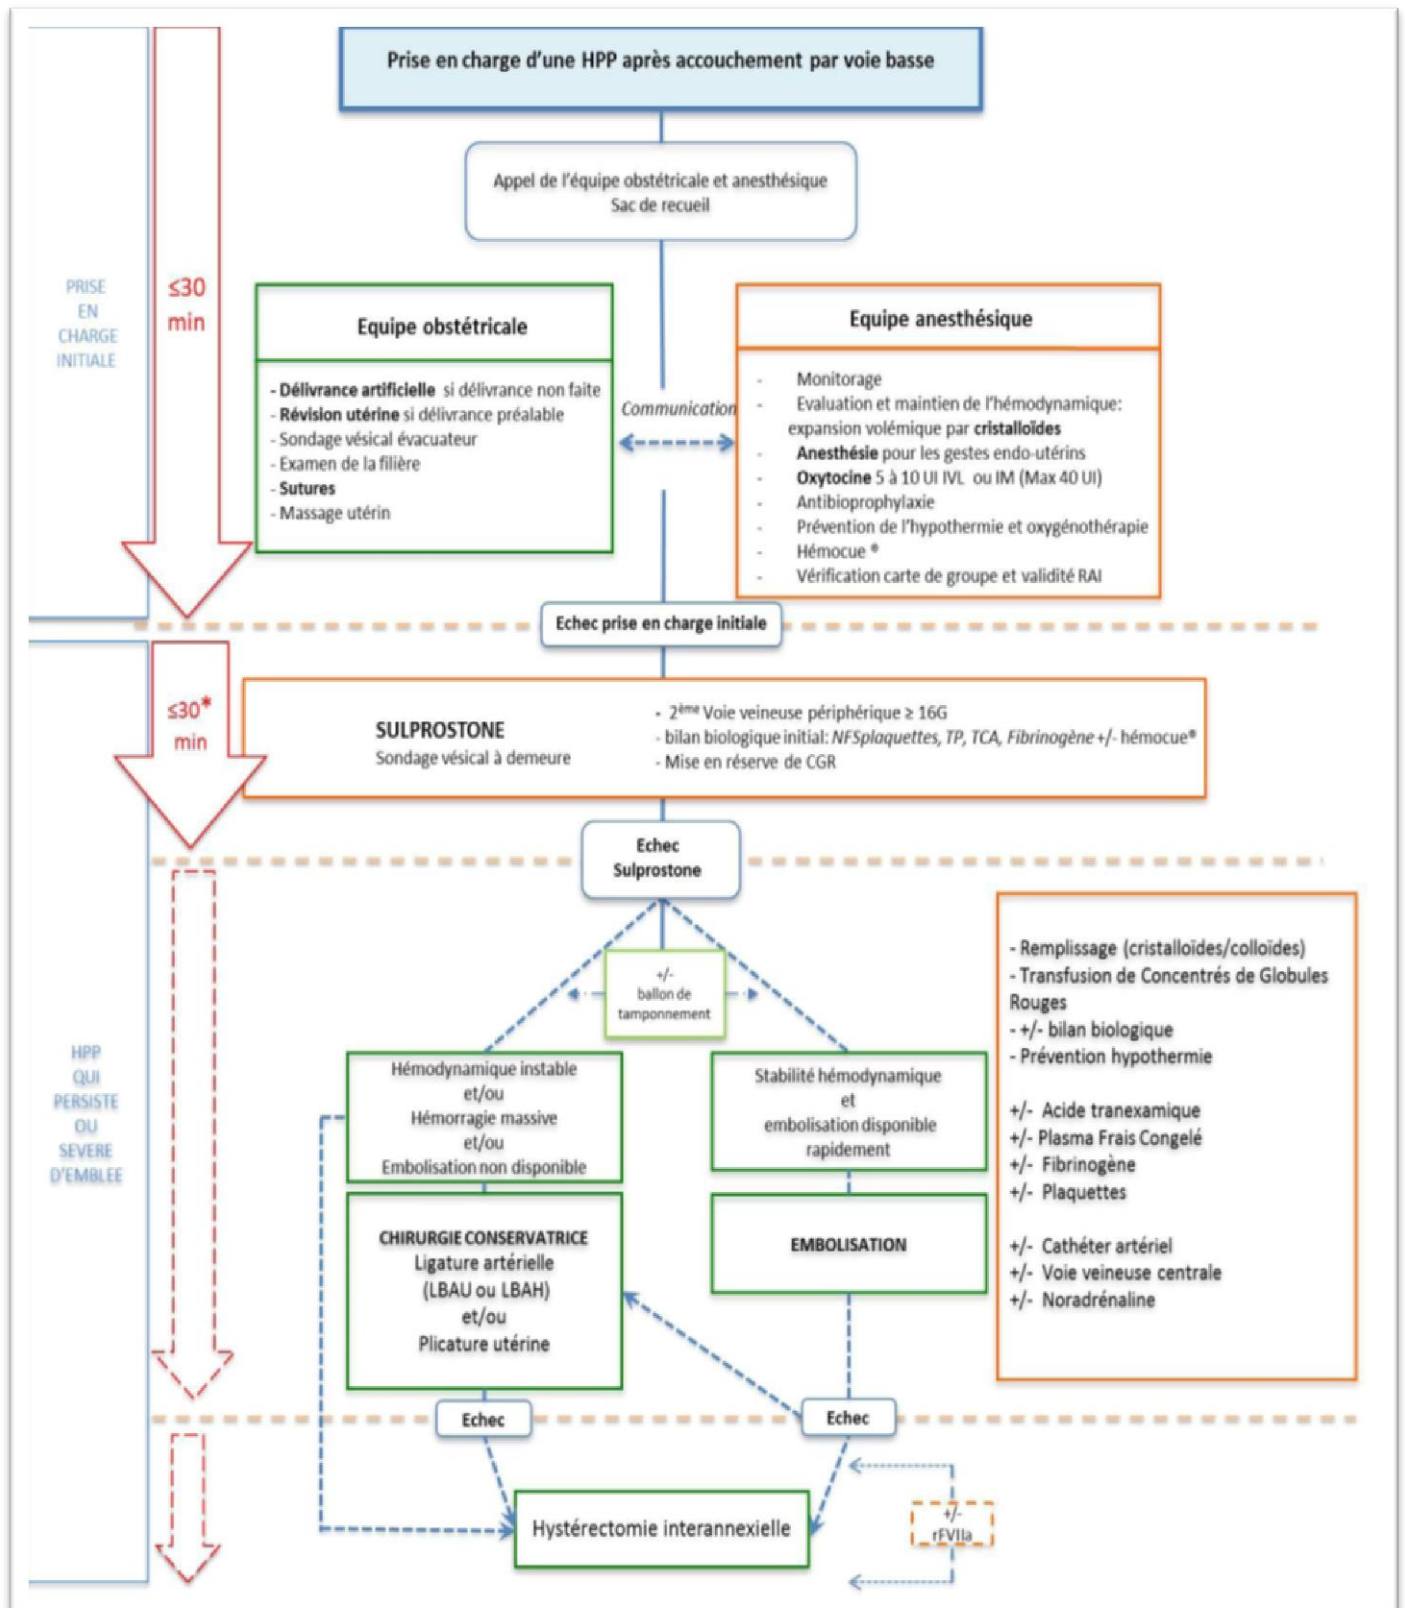 Prise en charge d'une HPP après accouchement par voie basse
Appel de l'équipe obstétricale et anesthésique
Sac de recueil
PRISE
EN
CHARGE
INITIALE
≤30
min
Equipe obstétricale
- Délivrance artificielle si délivrance non faite
- Révision utérine si délivrance préalable
- Sondage vésical évacuateur
- Examen de la filière
- Sutures
- Massage utérin
Communication
Equipe anesthésique
- Monitorage
- Evaluation et maintien de l'hémodynamique:
expansion volémique par cristalloïdes
- Anesthésie pour les gestes endo-utérins
- Oxytocine 5 à 10 UI IVL ou IM (Max 40 UI)
- Antibioprophylaxie
- Prévention de l'hypothermie et oxygénothérapie
- Hémocue ®
- Vérification carte de groupe et validité RAI
Echec prise en charge initiale
≤30*
min
SULPROSTONE
Sondage vésical à demeure
- 2ème Voie veineuse périphérique ≥ 16G
- bilan biologique initial: NFSplaquettes, TP, TCA, Fibrinogène +/- hémocue®
- Mise en réserve de CGR
Echec
Sulprostone
+/-
ballon de
tamponnement
HPP
QUI
PERSISTE
OU
SEVERE
D'EMBLEE
Hémodynamique instable
et/ou
Hémorragie massive
et/ou
Embolisation non disponible
Stabilité hémodynamique
et
embolisation disponible
rapidement
CHIRURGIE CONSERVATRICE
Ligature artérielle
(LBAU ou LBAH)
et/ou
Plicature utérine
EMBOLISATION
- Remplissage (cristalloïdes/colloïdes)
- Transfusion de Concentrés de Globules
Rouges
- +/- bilan biologique
- Prévention hypothermie
+/- Acide tranexamique
+/- Plasma Frais Congelé
+/- Fibrinogène
+/- Plaquettes
+/- Cathéter artériel
+/- Voie veineuse centrale
+/- Noradrénaline
Echec
Echec
Hystérectomie interannexielle
+/-
rFVIIa